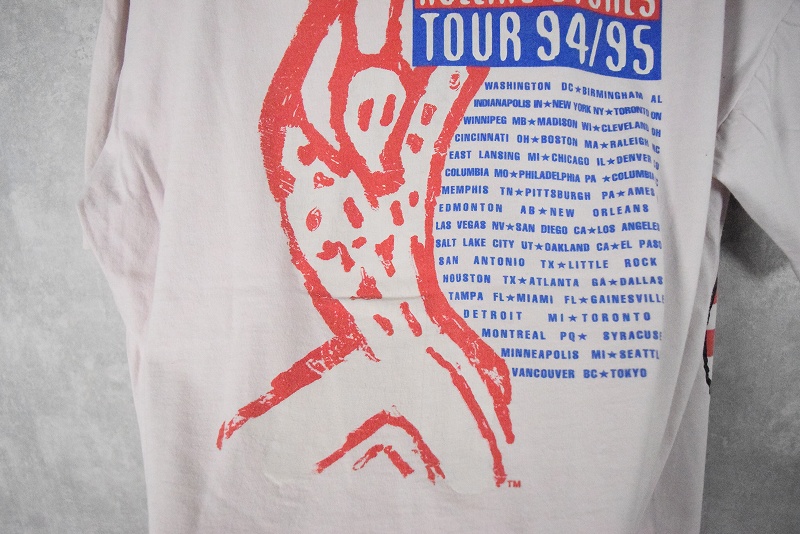 ROLLING STONES
TOUR 94/95
WASHINGTON DC★BIRMINGHAM AL
INDIANAPOLIS IN★NEW YORK NY★TORONTO ON
WINNIPEG MB★MADISON WI★CLEVELAND OH
CINCINNATI OH★BOSTON MA★RALEIGH NC
EAST LANSING MI★CHICAGO IL★DENVER CO
COLUMBIA MO★PHILADELPHIA PA★COLUMBIA
MEMPHIS TN★PITTSBURGH PA★AMES
EDMONTON AB★NEW ORLEANS
LAS VEGAS NV★SAN DIEGO CA★LOS ANGELES
SALT LAKE CITY UT★OAKLAND CA★EL PASO
SAN ANTONIO TX★LITTLE ROCK
HOUSTON TX★ATLANTA GA★DALLAS
TAMPA FL★MIAMI FL★GAINESVILLE
DETROIT MI★TORONTO
MONTREAL PQ★ SYRACUSE
MINNEAPOLIS MI★SEATTL
VANCOUVER BC★TOKYO
TM